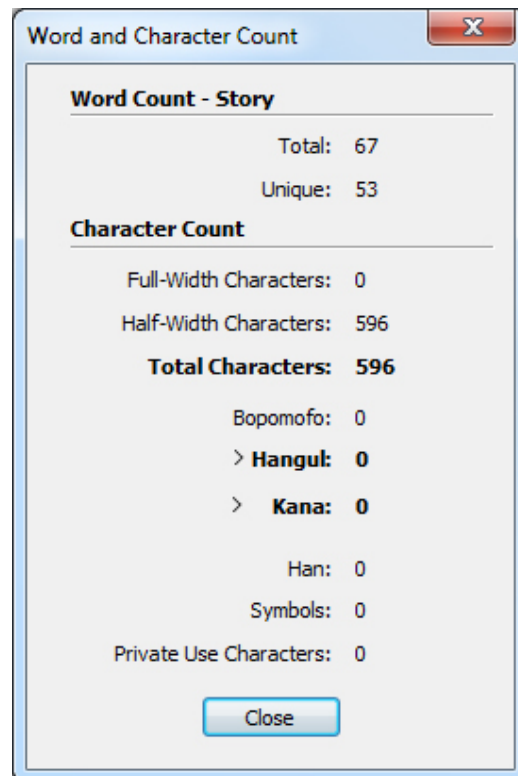 Word and Character Count
Word Count - Story
Total: 67
Unique: 53
Character Count
Full-Width Characters: 0
Half-Width Characters: 596
Total Characters: 596
Bopomofo: 0
> Hangul: 0
> Kana: 0
Han: 0
Symbols: 0
Private Use Characters: 0
Close